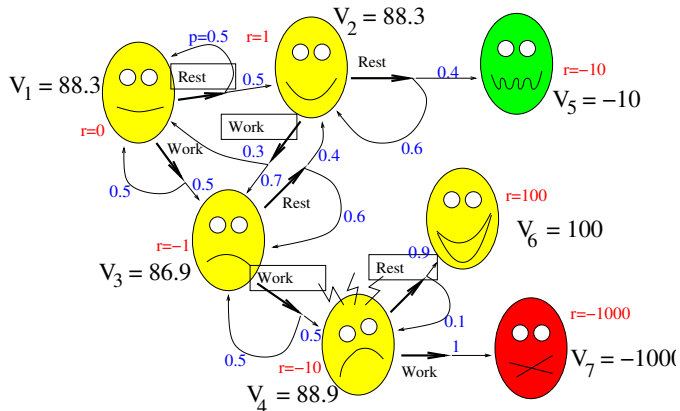 V₂ = 88.3
p=0.5
r=1
Rest
0.5
Rest
0.4
r=−10
V₁ = 88.3
V₅ = −10
r=0
Work
Work
0.6
0.3
0.4
0.5
0.5
0.7
Rest
0.6
r=100
V₆ = 100
r=−1
V₃ = 86.9
Work
Rest
0.9
0.1
r=−1000
0.5
0.5
1
r=−10
Work
V₇ = −1000
V₄ = 88.9